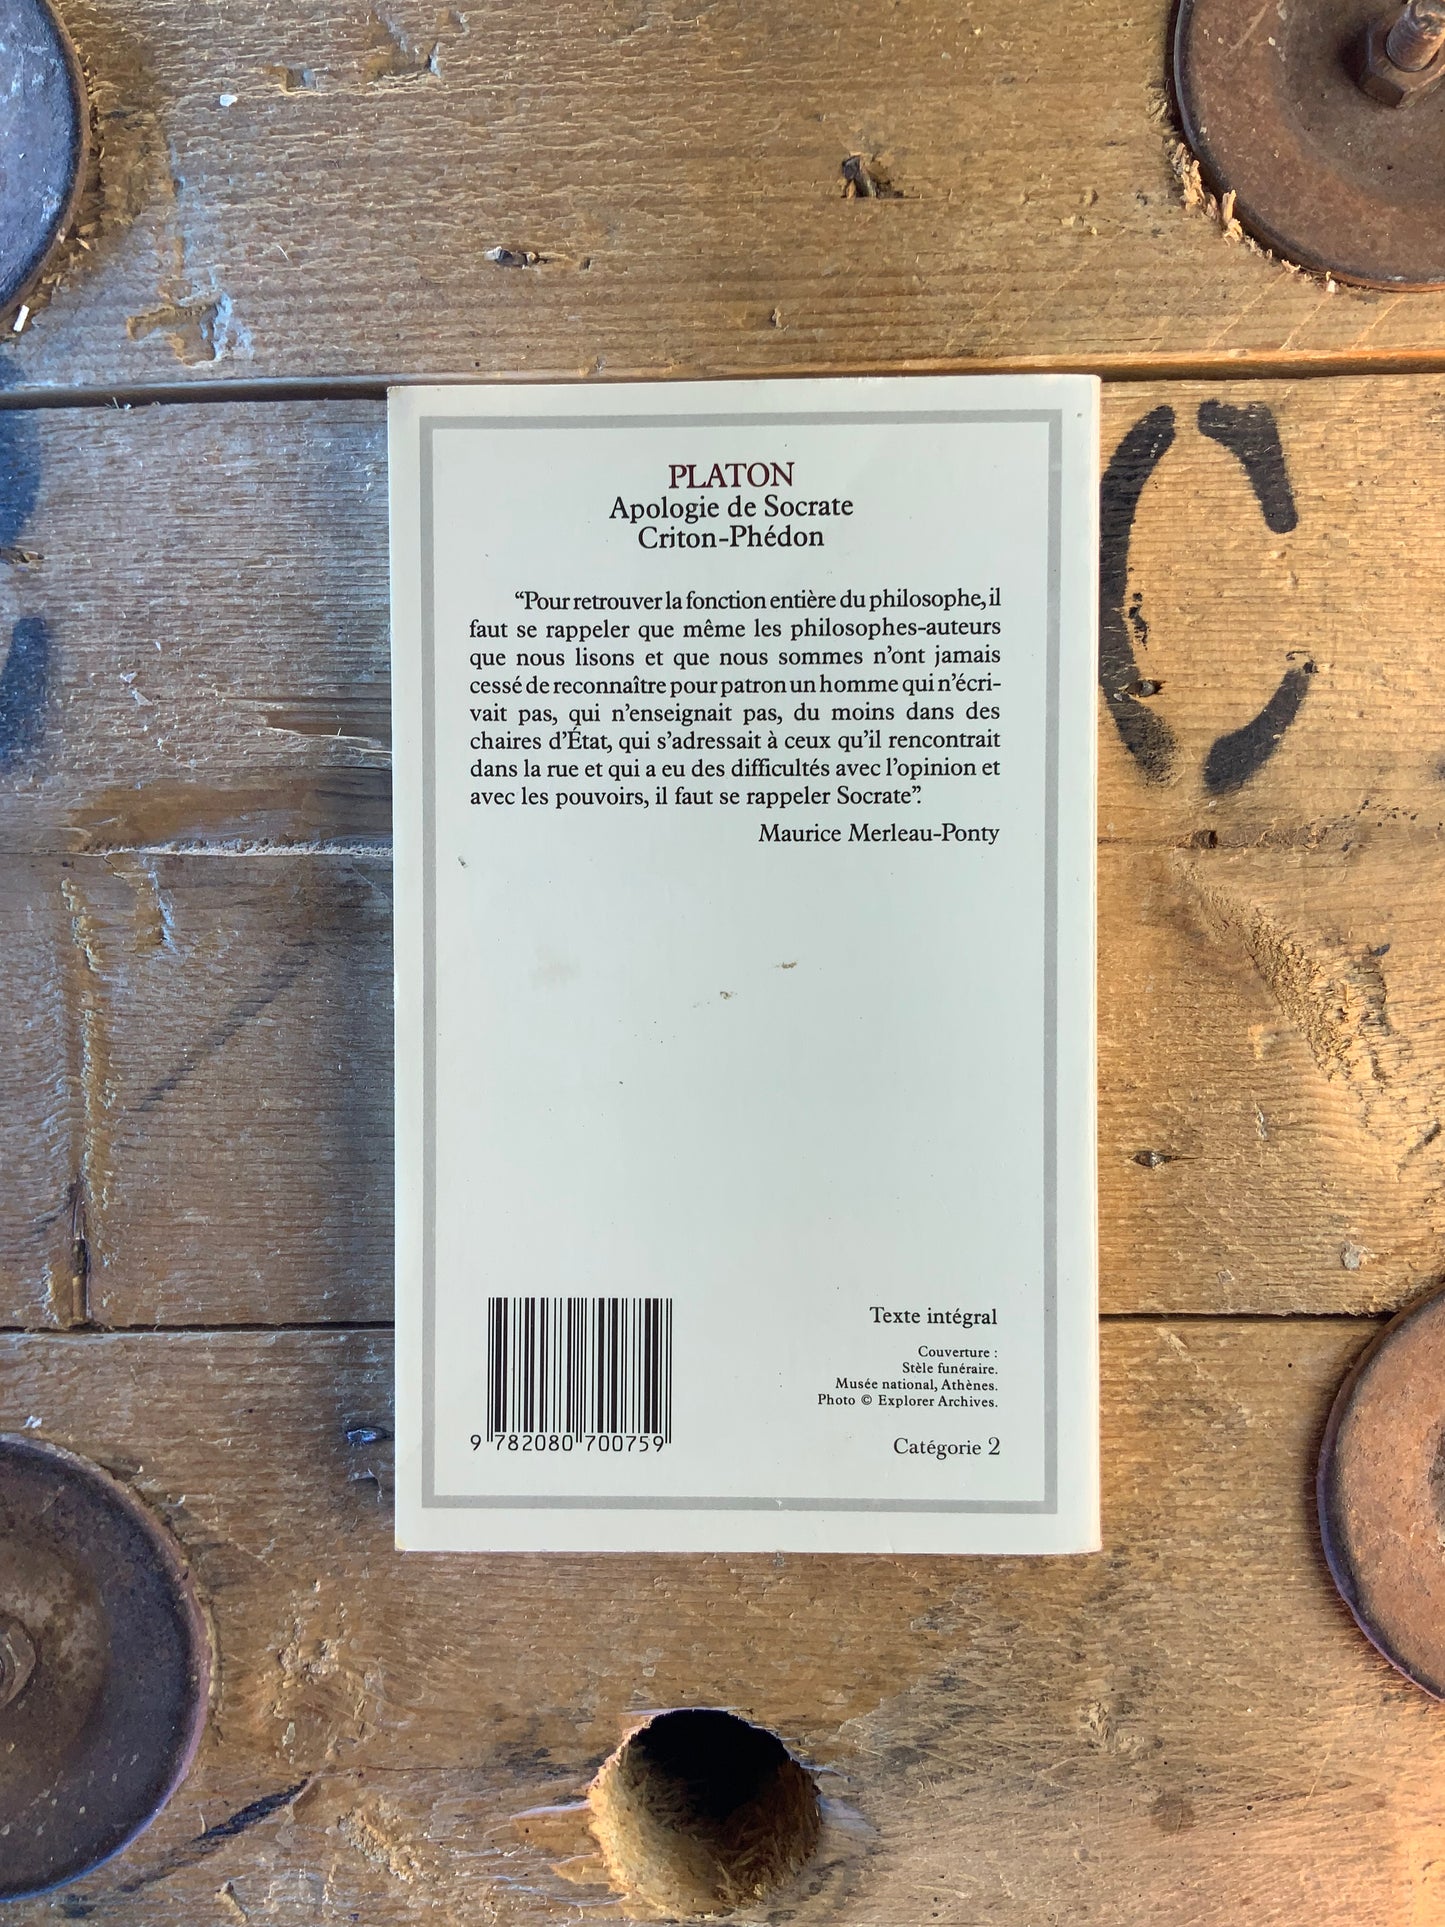 PLATON
Apologie de Socrate
Criton-Phédon
“Pour retrouver la fonction entière du philosophe, il
faut se rappeler que même les philosophes-auteurs
que nous lisons et que nous sommes n’ont jamais
cessé de reconnaître pour patron un homme qui n’écri-
vait pas, qui n’enseignait pas, du moins dans des
chaires d’État, qui s’adressait à ceux qu’il rencontrait
dans la rue et qui a eu des difficultés avec l’opinion et
avec les pouvoirs, il faut se rappeler Socrate”.
Maurice Merleau-Ponty
Texte intégral
Couverture :
Stèle funéraire.
Musée national, Athènes.
Photo © Explorer Archives.
9 782080 700759
Catégorie 2
C